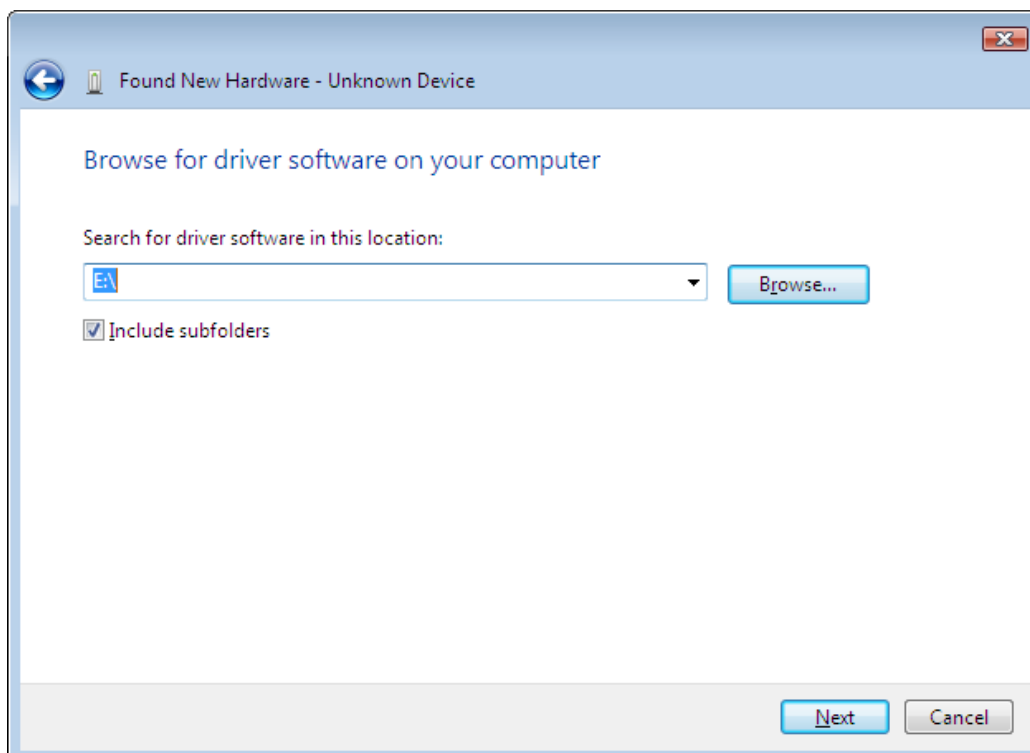 Found New Hardware - Unknown Device
Browse for driver software on your computer
Search for driver software in this location:
E:\
Browse...
Include subfolders
Next
Cancel